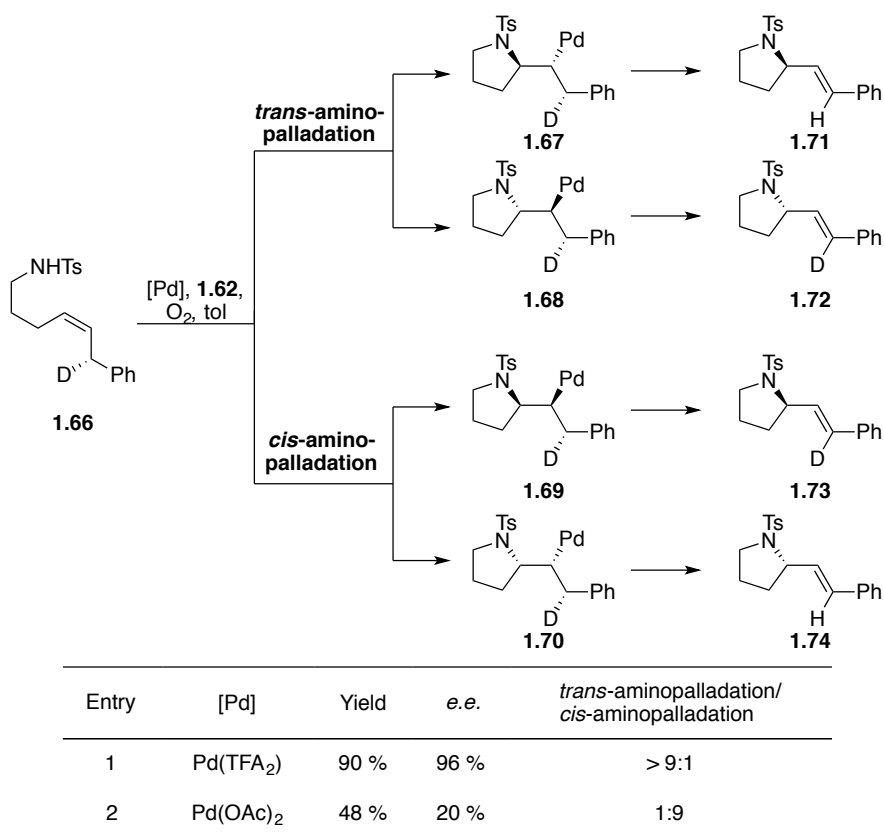 Ts
N
Pd
Ph
D
1.67
Ts
N
Ph
H
1.71
trans-amino-
palladation
Ts
N
Pd
Ph
D
1.68
Ts
N
Ph
D
1.72
NHTs
D
Ph
1.66
[Pd], 1.62,
O₂, tol
cis-amino-
palladation
Ts
N
Pd
Ph
D
1.69
Ts
N
Ph
D
1.73
Ts
N
Pd
Ph
D
1.70
Ts
N
Ph
H
1.74
Entry [Pd] Yield e.e. trans-aminopalladation/
cis-aminopalladation
1 Pd(TFA₂) 90 % 96 % > 9:1
2 Pd(OAc)₂ 48 % 20 % 1:9